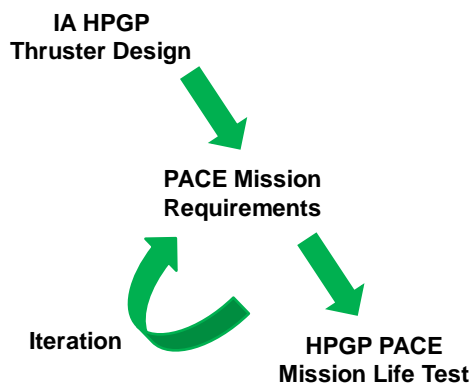 IA HPGP
Thruster Design
PACE Mission
Requirements
Iteration
HPGP PACE
Mission Life Test